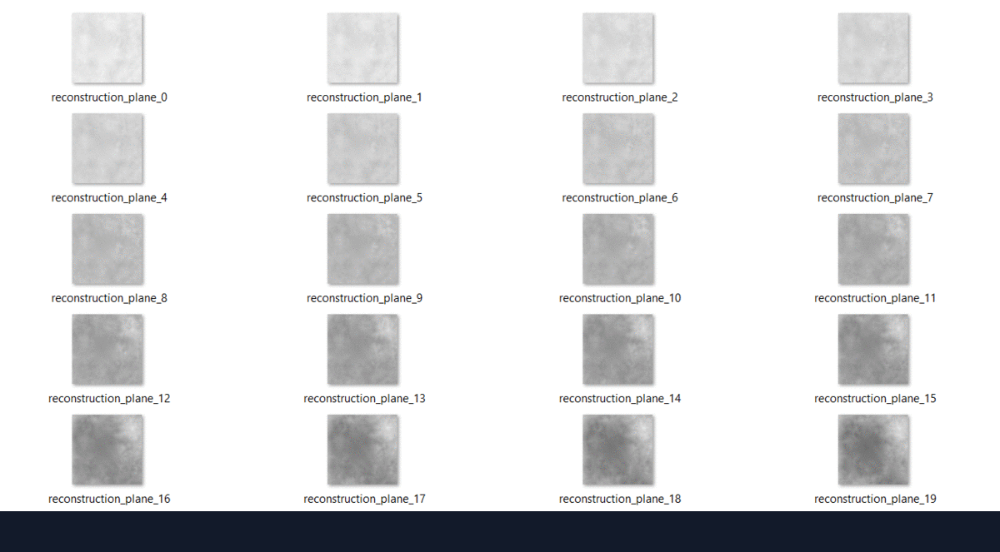 reconstruction_plane_0 reconstruction_plane_1 reconstruction_plane_2 reconstruction_plane_3
reconstruction_plane_4 reconstruction_plane_5 reconstruction_plane_6 reconstruction_plane_7
reconstruction_plane_8 reconstruction_plane_9 reconstruction_plane_10 reconstruction_plane_11
reconstruction_plane_12 reconstruction_plane_13 reconstruction_plane_14 reconstruction_plane_15
reconstruction_plane_16 reconstruction_plane_17 reconstruction_plane_18 reconstruction_plane_19